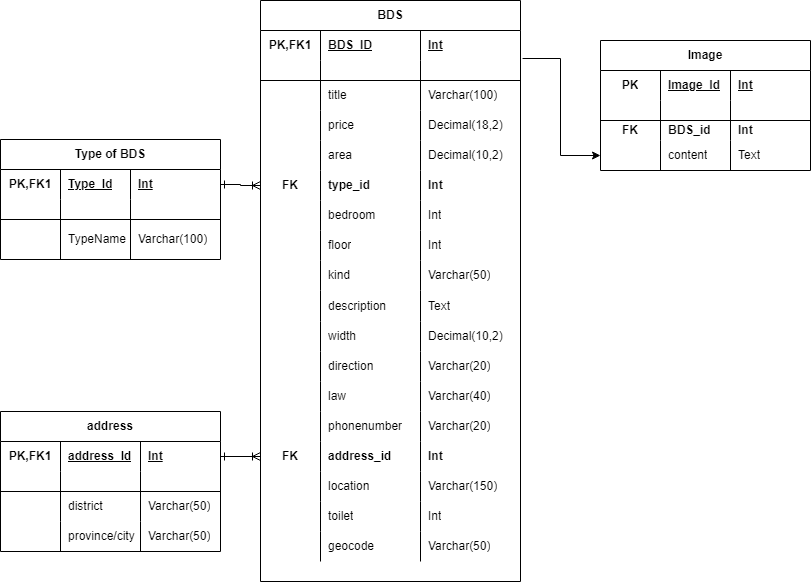 BDS
PK,FK1 BDS_ID Int
title Varchar(100)
price Decimal(18,2)
area Decimal(10,2)
FK type_id Int
bedroom Int
floor Int
kind Varchar(50)
description Text
width Decimal(10,2)
direction Varchar(20)
law Varchar(40)
phonenumber Varchar(20)
FK address_id Int
location Varchar(150)
toilet Int
geocode Varchar(50)
Image
PK Image_Id Int
FK BDS_id Int
content Text
Type of BDS
PK,FK1 Type_Id Int
TypeName Varchar(100)
address
PK,FK1 address_Id Int
district Varchar(50)
province/city Varchar(50)